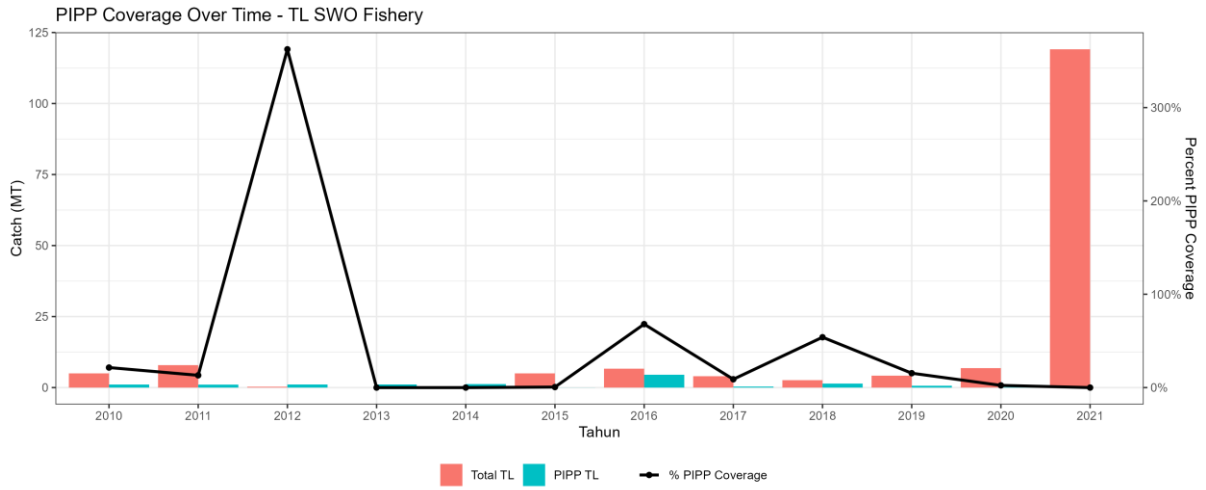 PIPP Coverage Over Time - TL SWO Fishery
125
100
75
50
25
0
Catch (MT)
300%
200%
100%
0%
Percent PIPP Coverage
2010 2011 2012 2013 2014 2015 2016 2017 2018 2019 2020 2021
Tahun
Total TL PIPP TL % PIPP Coverage